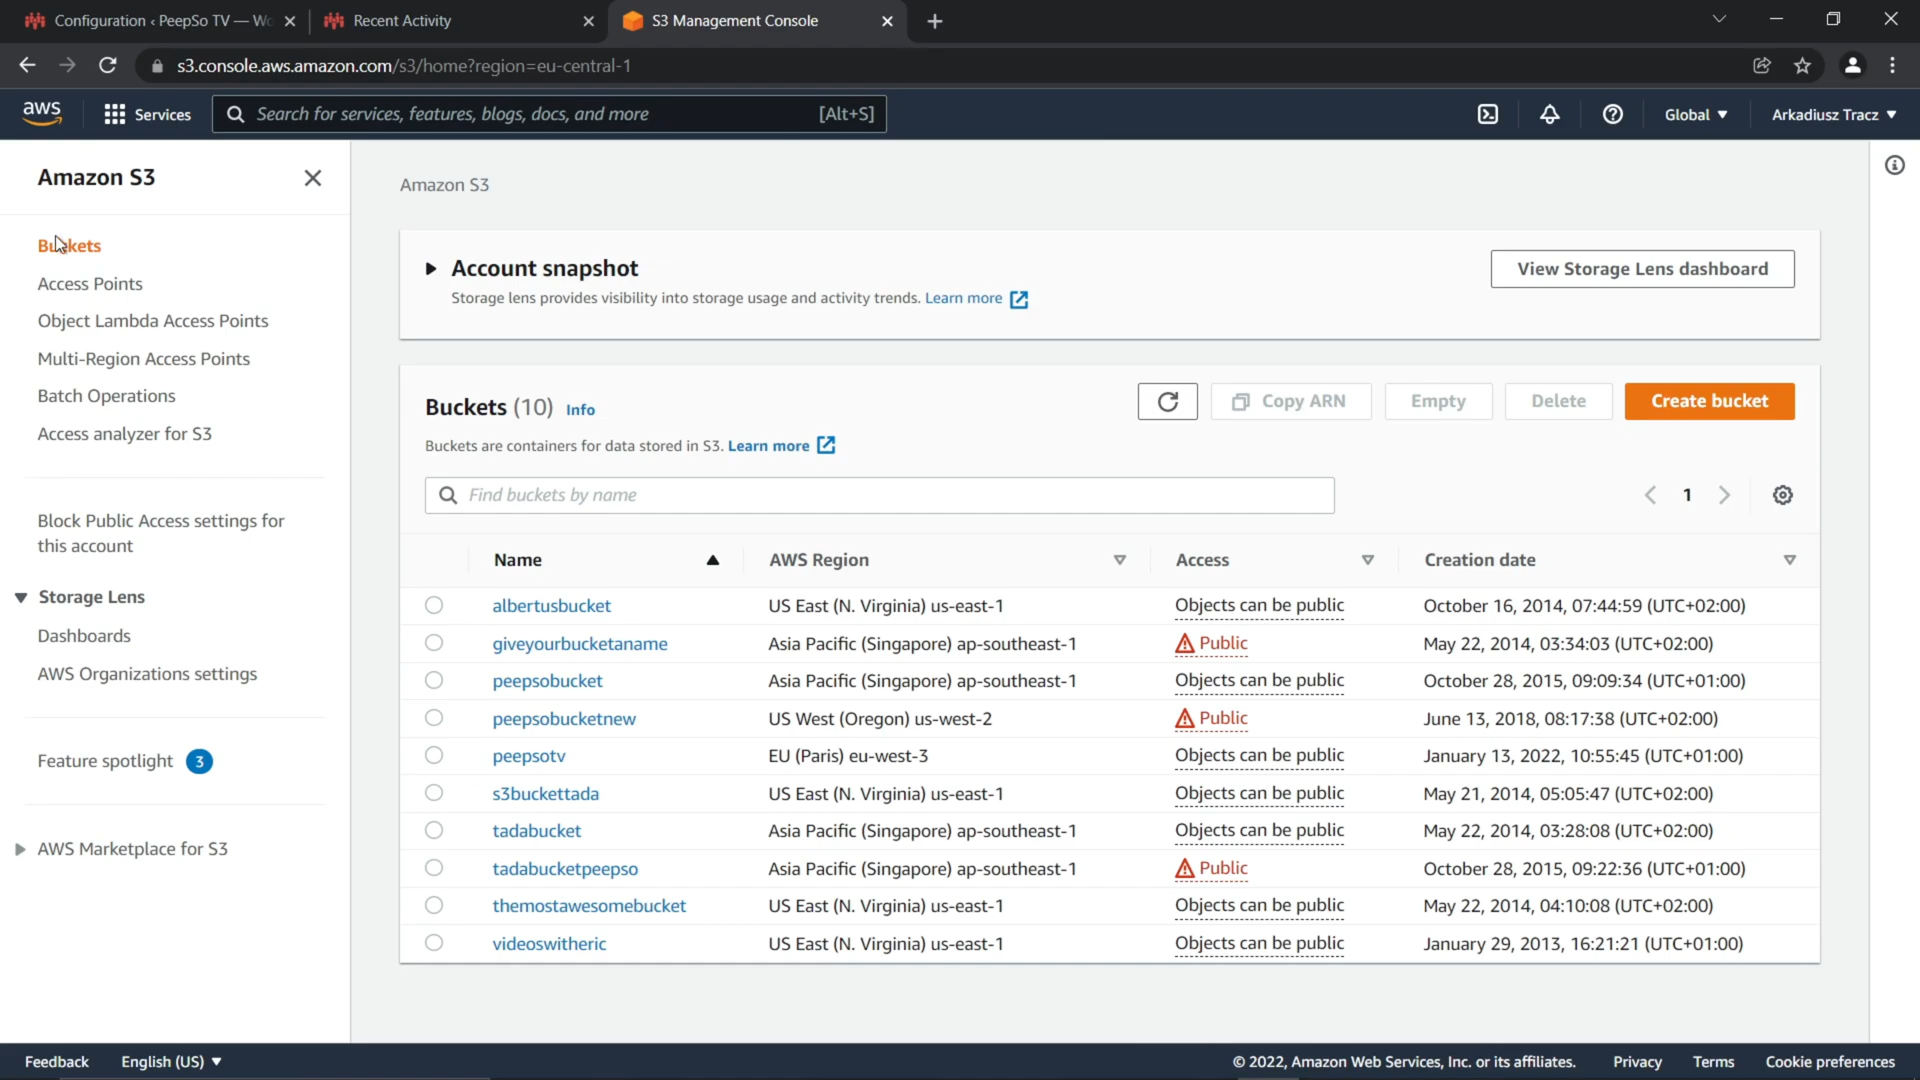 Configuration ‹ PeepSo TV — Wo
Recent Activity
S3 Management Console
s3.console.aws.amazon.com/s3/home?region=eu-central-1
aws
Services
Search for services, features, blogs, docs, and more
[Alt+S]
Global
Arkadiusz Tracz
Amazon S3
Buckets
Access Points
Object Lambda Access Points
Multi-Region Access Points
Batch Operations
Access analyzer for S3
Block Public Access settings for
this account
Storage Lens
Dashboards
AWS Organizations settings
Feature spotlight 3
AWS Marketplace for S3
Amazon S3
Account snapshot
Storage lens provides visibility into storage usage and activity trends. Learn more
View Storage Lens dashboard
Buckets (10) Info
Buckets are containers for data stored in S3. Learn more
Copy ARN
Empty
Delete
Create bucket
Find buckets by name
1
Name AWS Region Access Creation date
albertusbucket US East (N. Virginia) us-east-1 Objects can be public October 16, 2014, 07:44:59 (UTC+02:00)
giveyourbucketaname Asia Pacific (Singapore) ap-southeast-1 Public May 22, 2014, 03:34:03 (UTC+02:00)
peepsobucket Asia Pacific (Singapore) ap-southeast-1 Objects can be public October 28, 2015, 09:09:34 (UTC+01:00)
peepsobucketnew US West (Oregon) us-west-2 Public June 13, 2018, 08:17:38 (UTC+02:00)
peepsotv EU (Paris) eu-west-3 Objects can be public January 13, 2022, 10:55:45 (UTC+01:00)
s3buckettada US East (N. Virginia) us-east-1 Objects can be public May 21, 2014, 05:05:47 (UTC+02:00)
tadabucket Asia Pacific (Singapore) ap-southeast-1 Objects can be public May 22, 2014, 03:28:08 (UTC+02:00)
tadabucketpeepso Asia Pacific (Singapore) ap-southeast-1 Public October 28, 2015, 09:22:36 (UTC+01:00)
themostawesomebucket US East (N. Virginia) us-east-1 Objects can be public May 22, 2014, 04:10:08 (UTC+02:00)
videoswitheric US East (N. Virginia) us-east-1 Objects can be public January 29, 2013, 16:21:21 (UTC+01:00)
Feedback English (US)
© 2022, Amazon Web Services, Inc. or its affiliates. Privacy Terms Cookie preferences